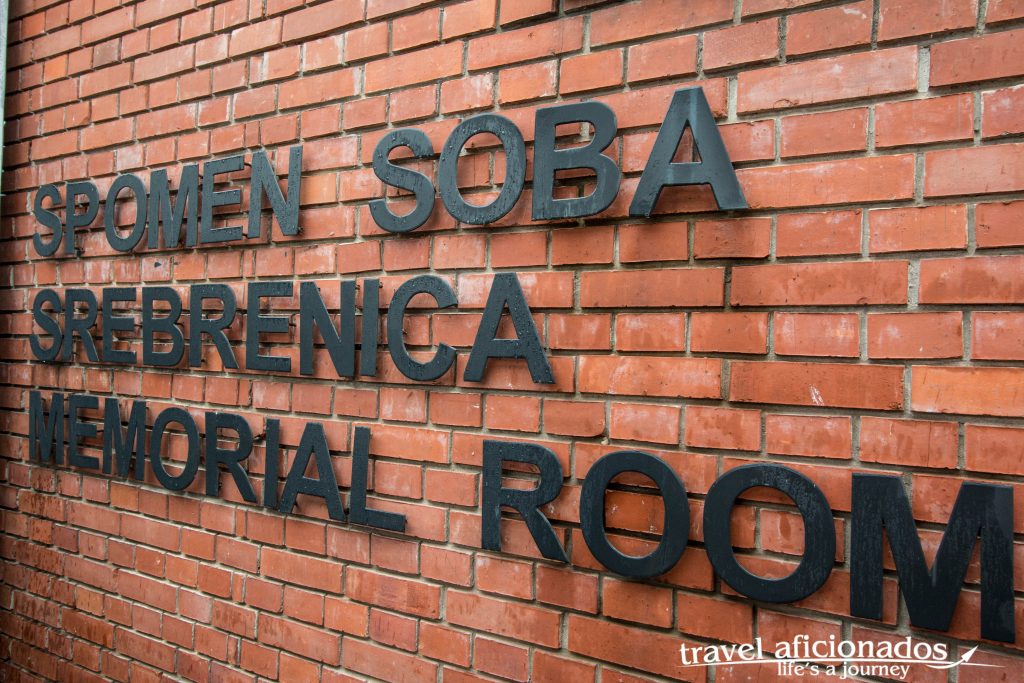 SPOMEN SOBA
SREBRENICA
MEMORIAL ROOM
travel aficionados
life's a journey